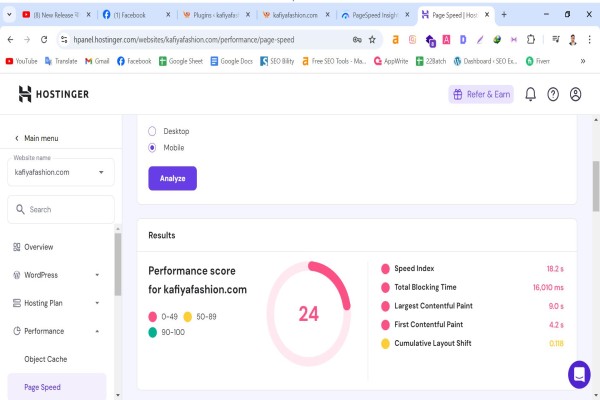 (8) New Release
(1) Facebook
Plugins ‹ kafiyafas
kafiyafashion.com
PageSpeed Insight
Page Speed | Host
hpanel.hostinger.com/websites/kafiyafashion.com/performance/page-speed
YouTube Translate Gmail Facebook Google Sheet Google Docs SEO Bility Free SEO Tools - Ma... AppWrite 22Batch Dashboard ‹ SEO Ex... Fiverr
HOSTINGER
Refer & Earn
Main menu
Website name
kafiyafashion.com
Search
Overview
WordPress
Hosting Plan
Performance
Object Cache
Page Speed
Desktop
Mobile
Analyze
Results
Performance score
for kafiyafashion.com
0-49 50-89
90-100
24
Speed Index 18.2 s
Total Blocking Time 16,010 ms
Largest Contentful Paint 9.0 s
First Contentful Paint 4.2 s
Cumulative Layout Shift 0.118